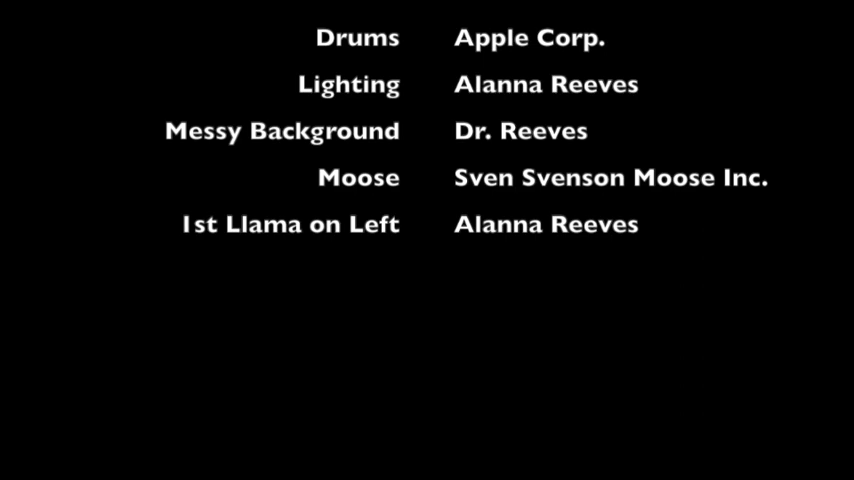 Drums Apple Corp.
Lighting Alanna Reeves
Messy Background Dr. Reeves
Moose Sven Svenson Moose Inc.
1st Llama on Left Alanna Reeves